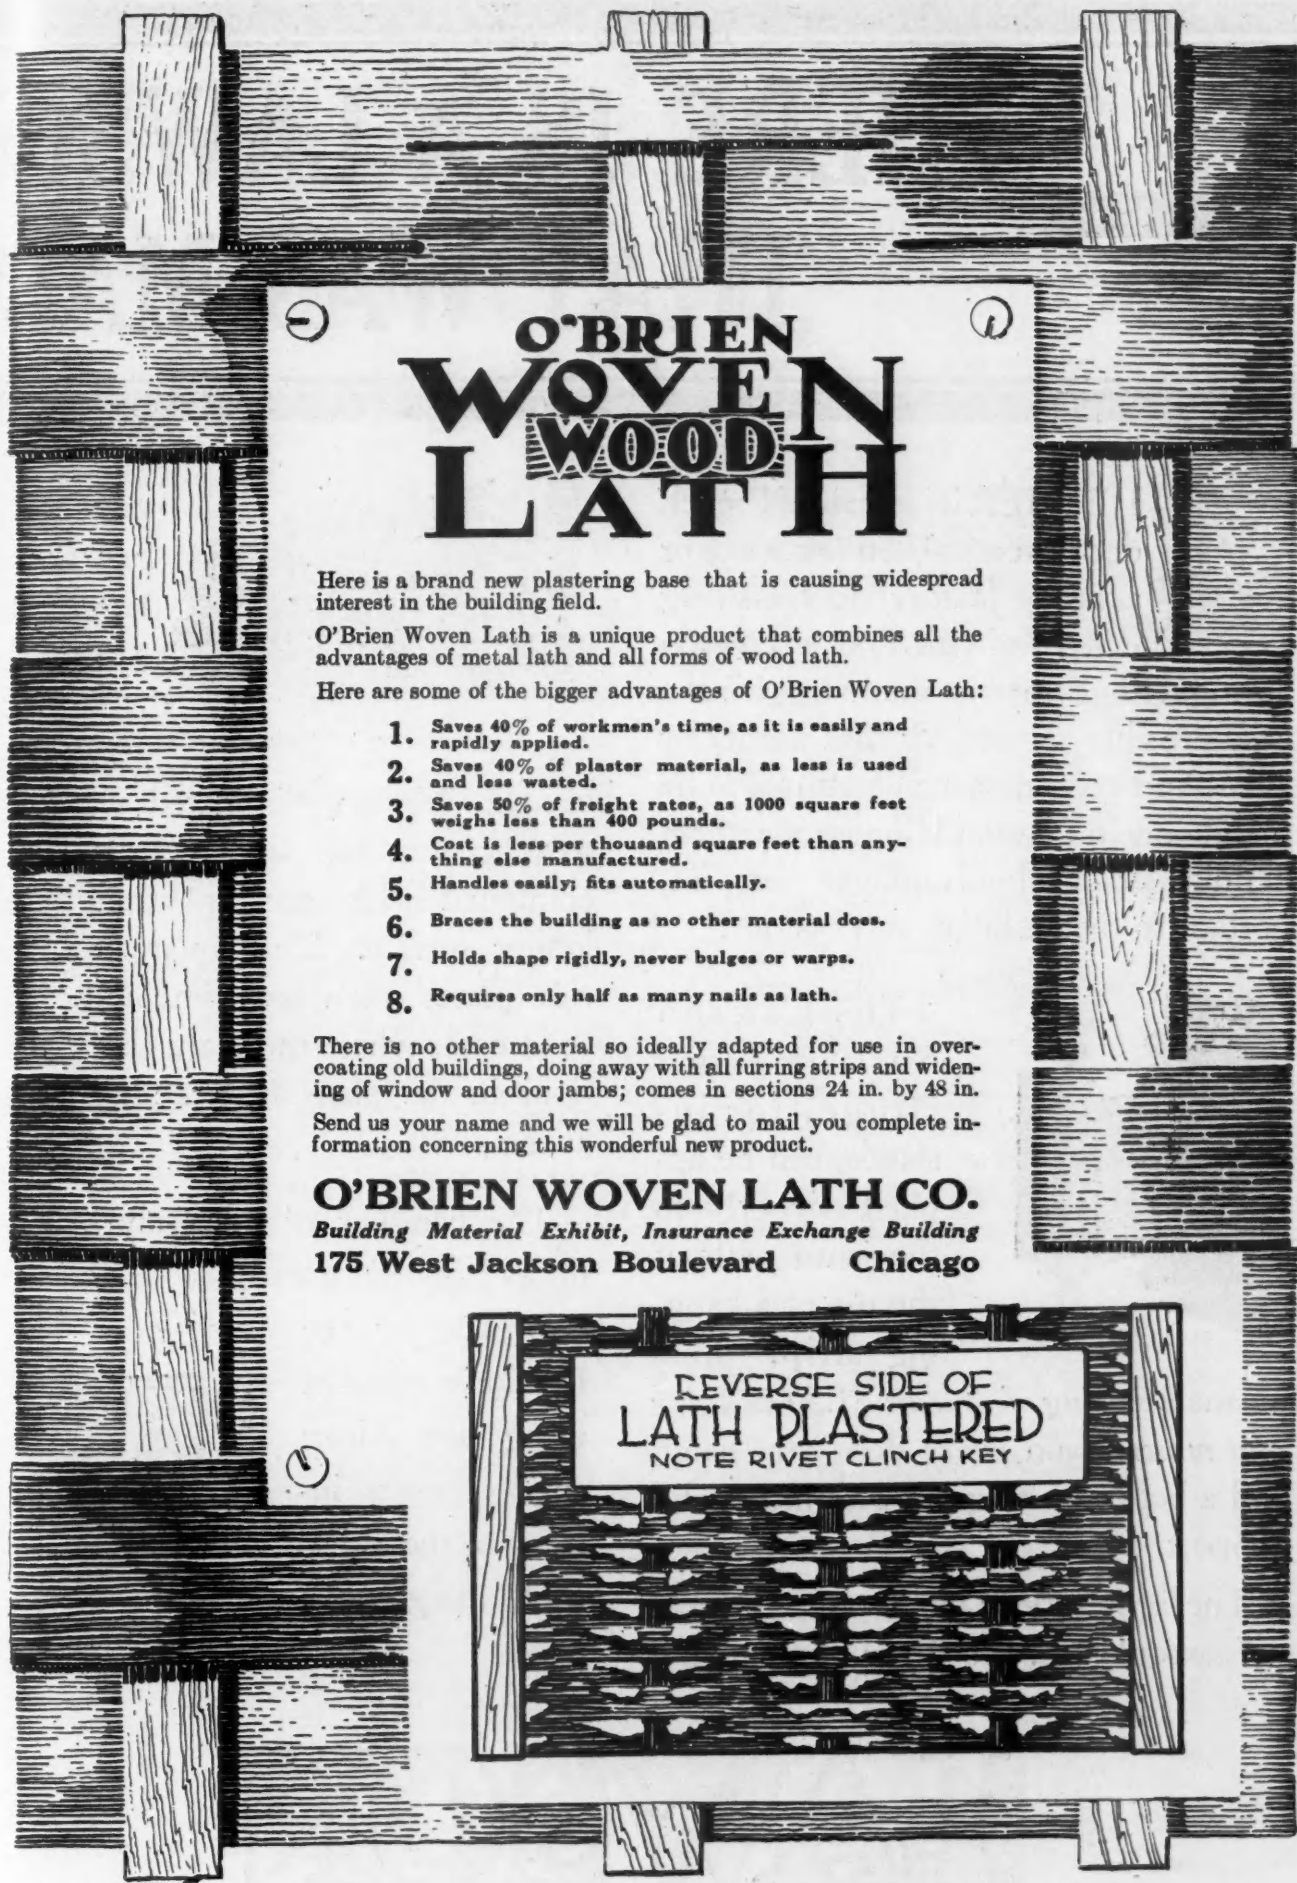 O'BRIEN
WOVEN
WOOD
LATH
Here is a brand new plastering base that is causing widespread
interest in the building field.
O'Brien Woven Lath is a unique product that combines all the
advantages of metal lath and all forms of wood lath.
Here are some of the bigger advantages of O'Brien Woven Lath:
1. Saves 40% of workmen's time, as it is easily and
rapidly applied.
2. Saves 40% of plaster material, as less is used
and less wasted.
3. Saves 50% of freight rates, as 1000 square feet
weighs less than 400 pounds.
4. Cost is less per thousand square feet than any-
thing else manufactured.
5. Handles easily; fits automatically.
6. Braces the building as no other material does.
7. Holds shape rigidly, never bulges or warps.
8. Requires only half as many nails as lath.
There is no other material so ideally adapted for use in over-
coating old buildings, doing away with all furring strips and widen-
ing of window and door jambs; comes in sections 24 in. by 48 in.
Send us your name and we will be glad to mail you complete in-
formation concerning this wonderful new product.
O'BRIEN WOVEN LATH CO.
Building Material Exhibit, Insurance Exchange Building
175 West Jackson Boulevard Chicago
REVERSE SIDE OF
LATH PLASTERED
NOTE RIVET CLINCH KEY